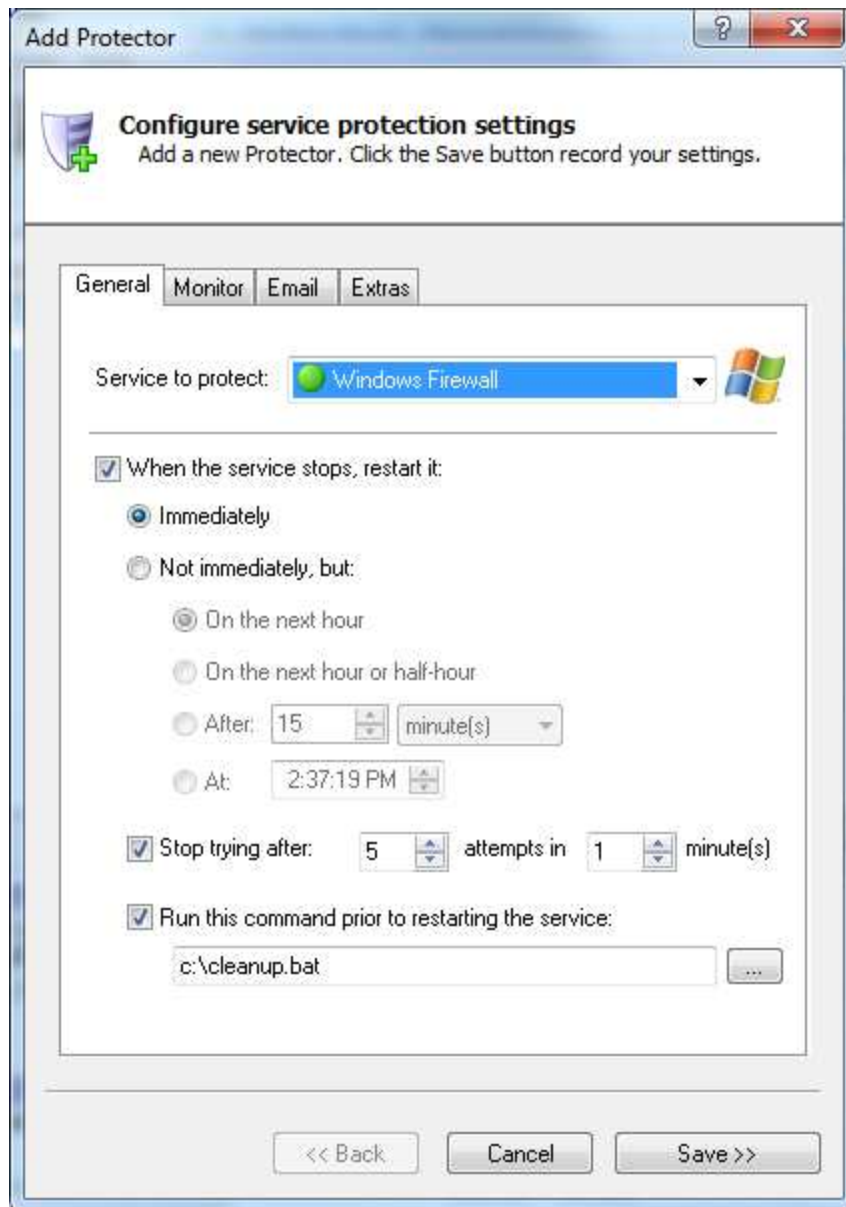 Add Protector
Configure service protection settings
Add a new Protector. Click the Save button record your settings.
General Monitor Email Extras
Service to protect: Windows Firewall
When the service stops, restart it:
Immediately
Not immediately, but:
On the next hour
On the next hour or half-hour
After: 15 minute(s)
At: 2:37:19 PM
Stop trying after: 5 attempts in 1 minute(s)
Run this command prior to restarting the service:
c:\cleanup.bat ...
<< Back Cancel Save >>